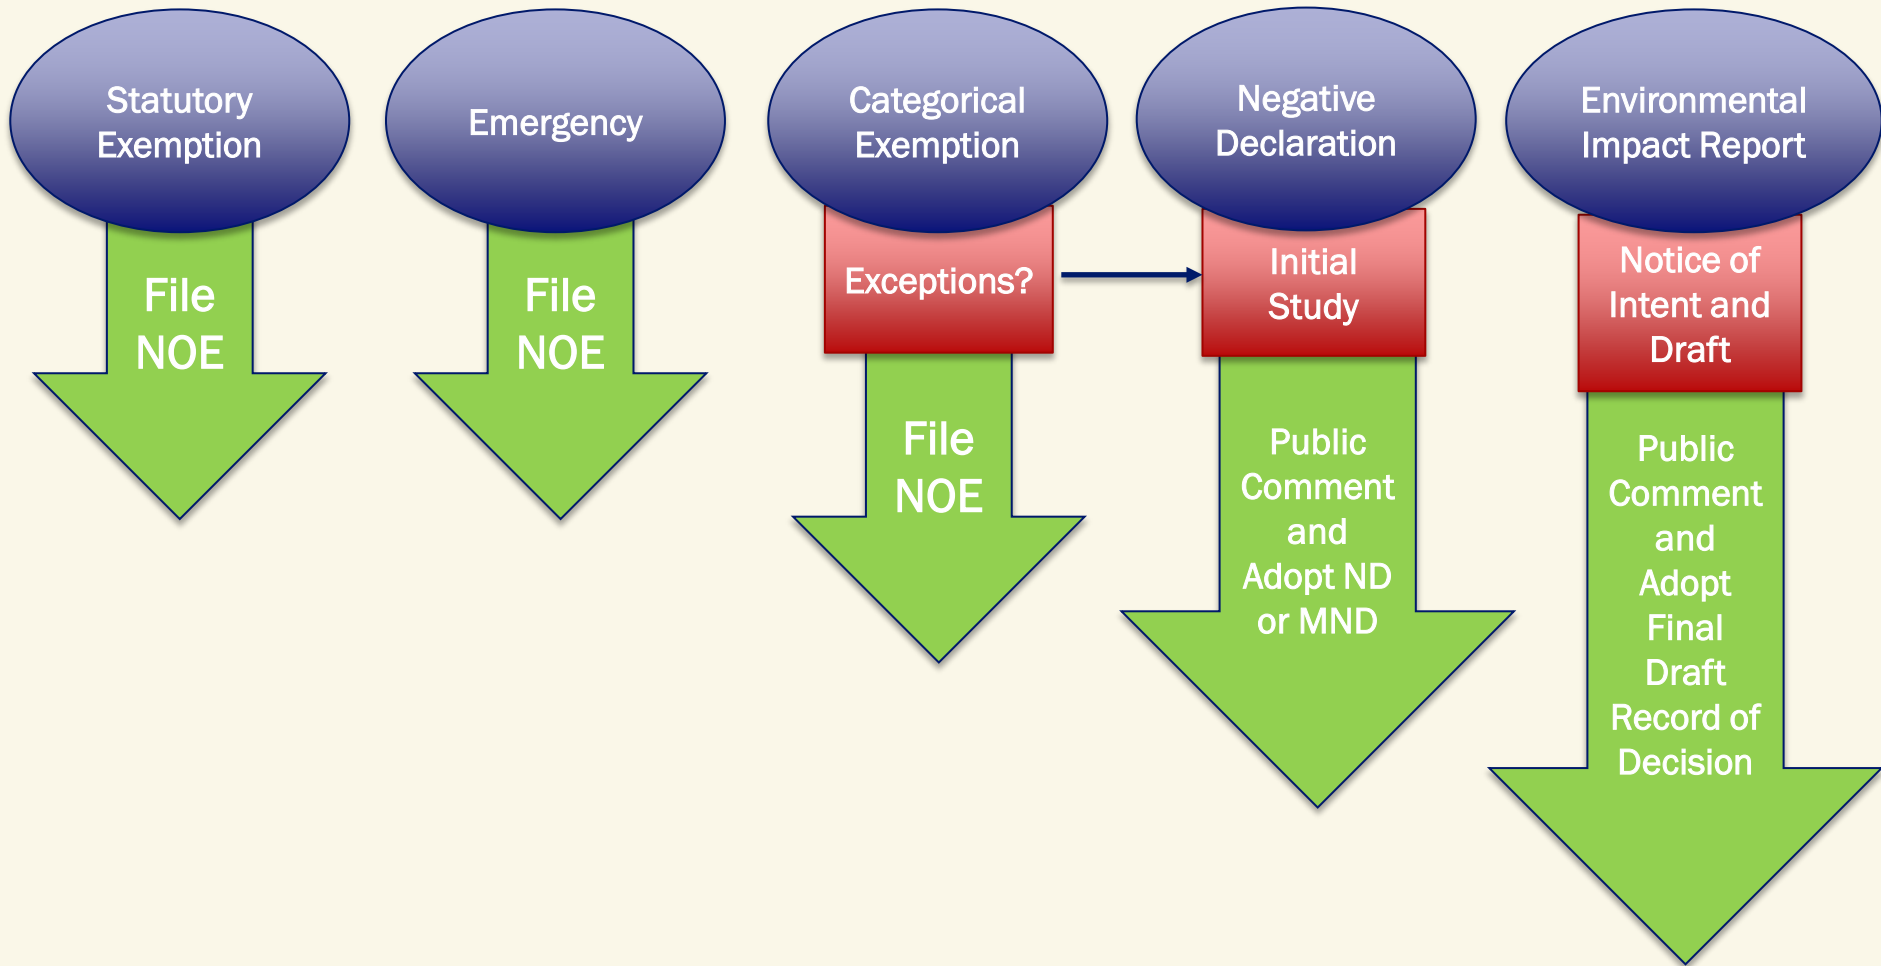 Statutory
Exemption
File
NOE
Emergency
File
NOE
Categorical
Exemption
Exceptions?
File
NOE
Negative
Declaration
Initial
Study
Public
Comment
and
Adopt ND
or MND
Environmental
Impact Report
Notice of
Intent and
Draft
Public
Comment
and
Adopt
Final
Draft
Record of
Decision